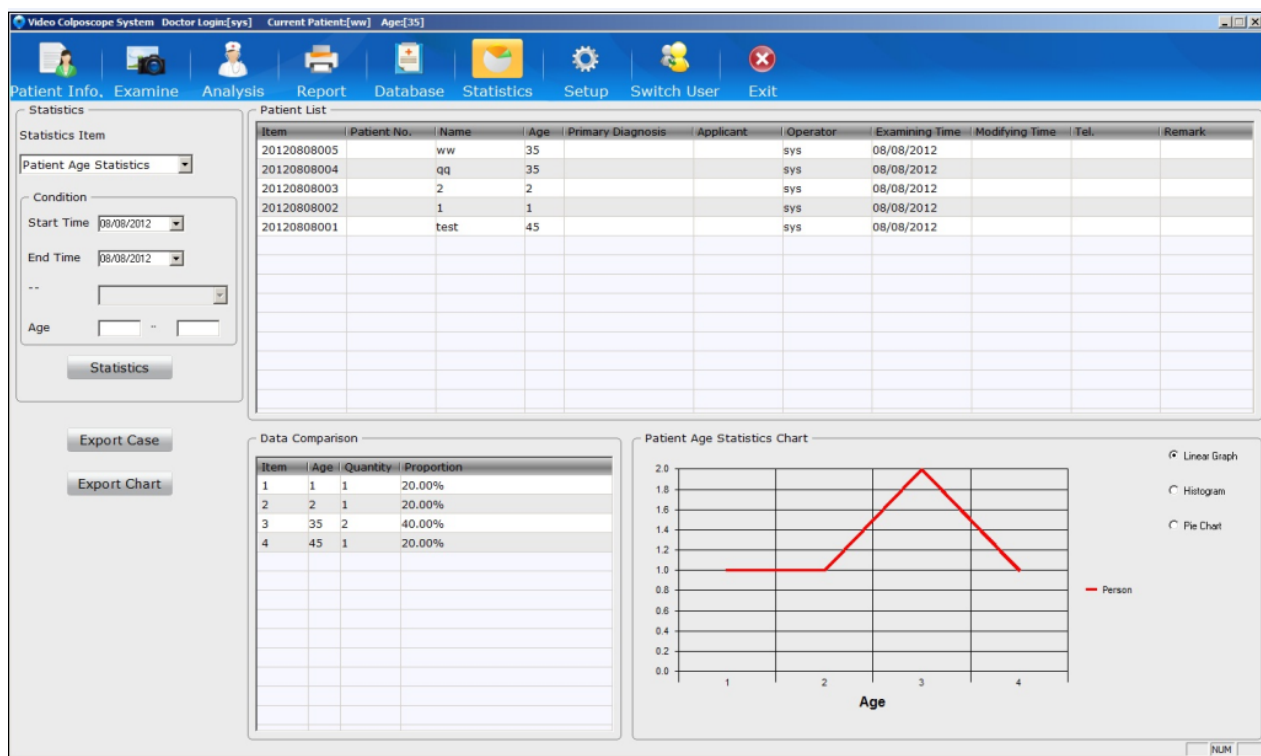 Video Colposcope System Doctor Login:[sys] Current Patient:[ww] Age:[35]
Patient Info. Examine Analysis Report Database Statistics Setup Switch User Exit
Statistics
Statistics Item
Patient Age Statistics
Condition
Start Time 08/08/2012
End Time 08/08/2012
--
Age --
Statistics
Export Case
Export Chart
Patient List
Item Patient No. Name Age Primary Diagnosis Applicant Operator Examining Time Modifying Time Tel. Remark
20120808005 ww 35 sys 08/08/2012
20120808004 qq 35 sys 08/08/2012
20120808003 2 2 sys 08/08/2012
20120808002 1 1 sys 08/08/2012
20120808001 test 45 sys 08/08/2012
Data Comparison
Item Age Quantity Proportion
1 1 1 20.00%
2 2 1 20.00%
3 35 2 40.00%
4 45 1 20.00%
Patient Age Statistics Chart
2.0
1.8
1.6
1.4
1.2
1.0
0.8
0.6
0.4
0.2
0.0
1 2 3 4
Age
Person
Linear Graph
Histogram
Pie Chart
NUM